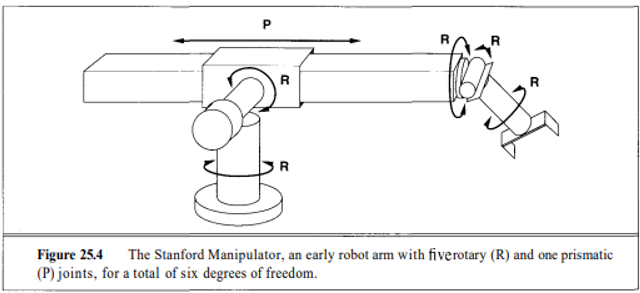 P
R
R
R
R
R
Figure 25.4 The Stanford Manipulator, an early robot arm with fiverotary (R) and one prismatic
(P) joints, for a total of six degrees of freedom.